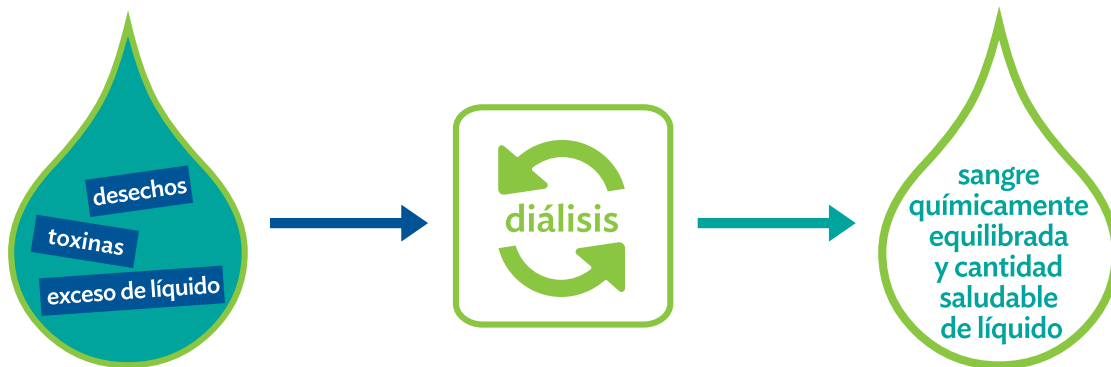 desechos
toxinas
exceso de líquido
diálisis
sangre
químicamente
equilibrada
y cantidad
saludable
de líquido